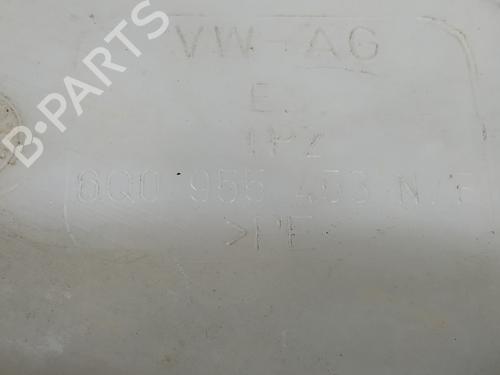 B-PARTS
VW-AG
E
1PZ
6Q0 955 453 N/F
>PE